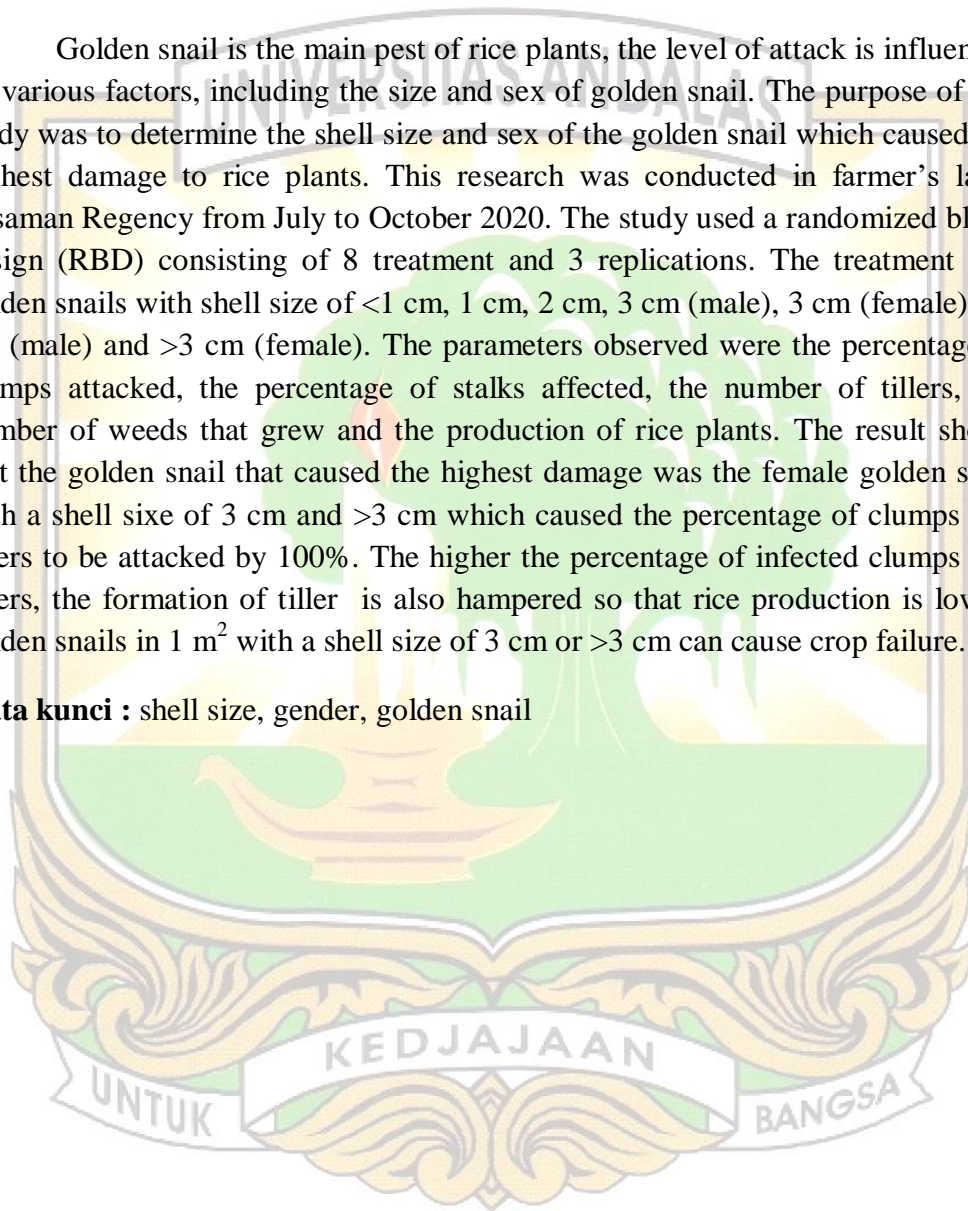 UNIVERSITAS ANDALAS
Golden snail is the main pest of rice plants, the level of attack is influen
various factors, including the size and sex of golden snail. The purpose of
dy was to determine the shell size and sex of the golden snail which caused
hest damage to rice plants. This research was conducted in farmer's la
saman Regency from July to October 2020. The study used a randomized bl
sign (RBD) consisting of 8 treatment and 3 replications. The treatment
den snails with shell size of <1 cm, 1 cm, 2 cm, 3 cm (male), 3 cm (female)
(male) and >3 cm (female). The parameters observed were the percentage
mps attacked, the percentage of stalks affected, the number of tillers,
mber of weeds that grew and the production of rice plants. The result sho
t the golden snail that caused the highest damage was the female golden s
h a shell sixe of 3 cm and >3 cm which caused the percentage of clumps
ers to be attacked by 100%. The higher the percentage of infected clumps
ers, the formation of tiller is also hampered so that rice production is lov
den snails in 1 m² with a shell size of 3 cm or >3 cm can cause crop failure.
ta kunci : shell size, gender, golden snail
UNTUK KEDJAJAAN BANGSA